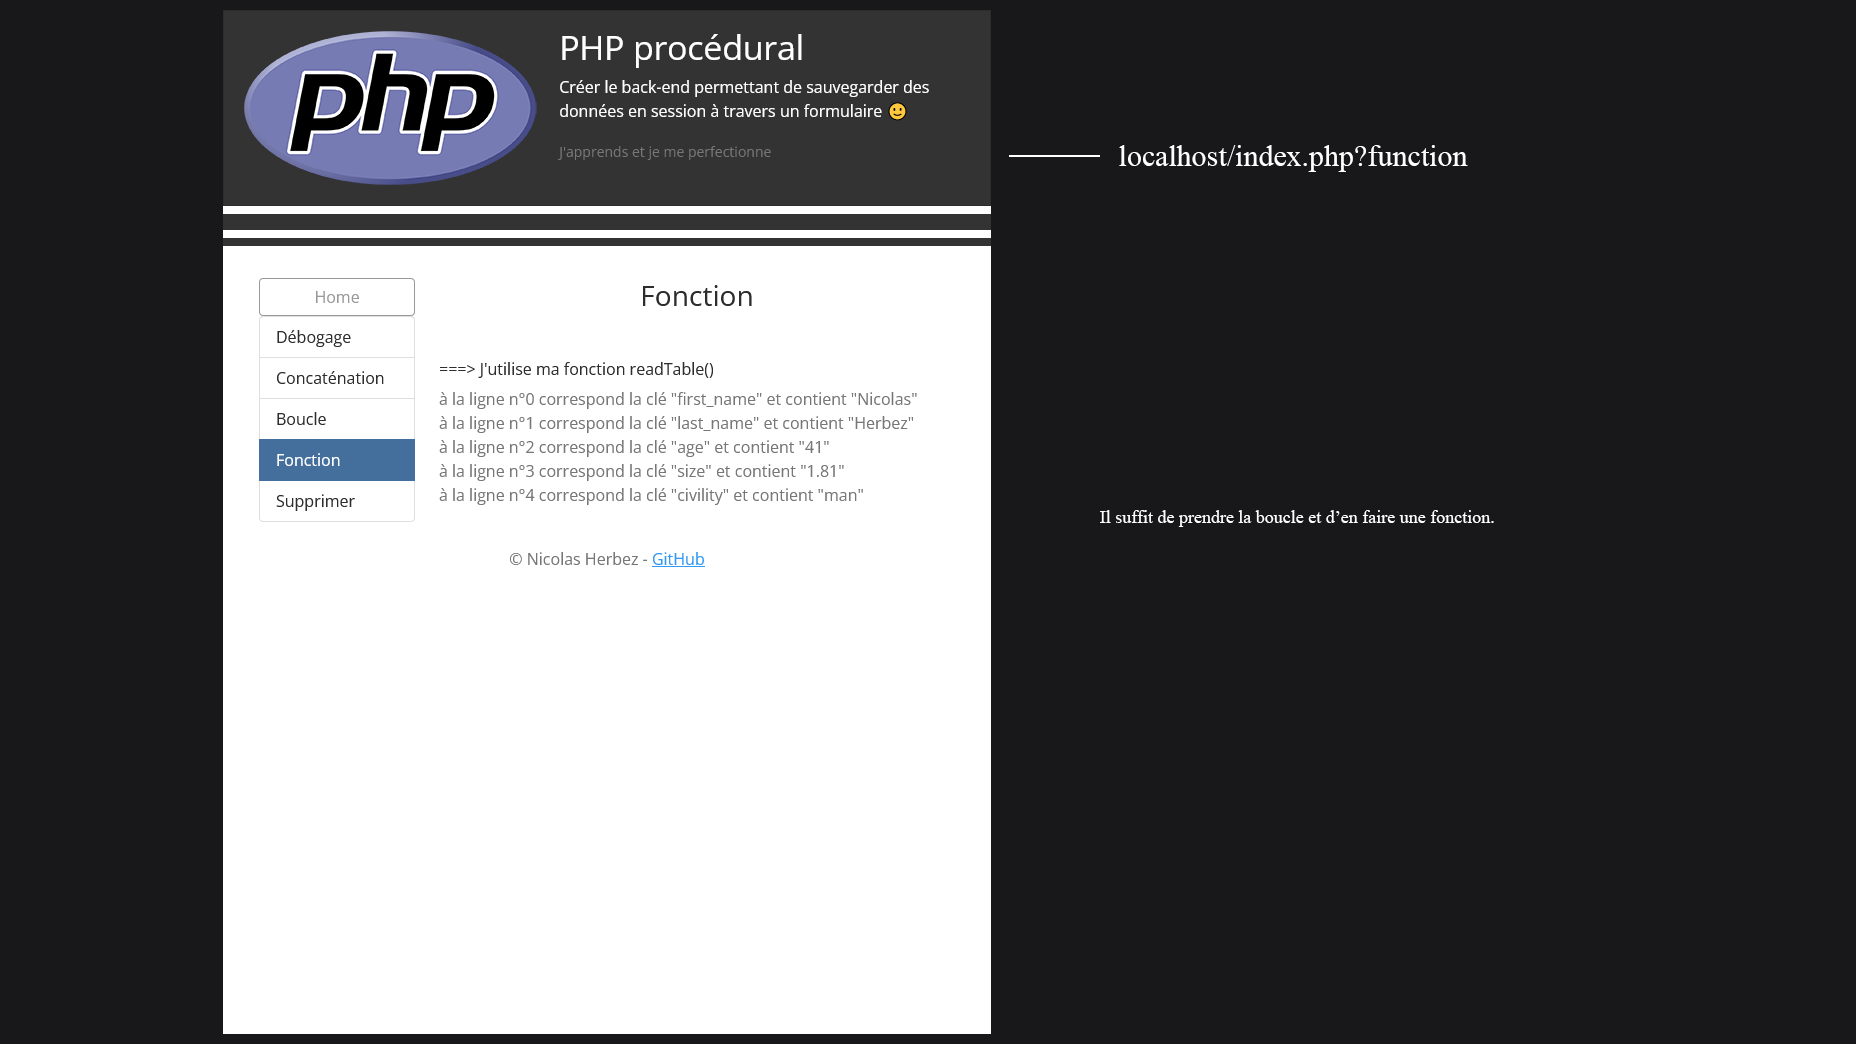 php
PHP procédural
Créer le back-end permettant de sauvegarder des
données en session à travers un formulaire 🙂
J'apprends et je me perfectionne
localhost/index.php?function
Home
Débogage
Concaténation
Boucle
Fonction
Supprimer
Fonction
===> J'utilise ma fonction readTable()
à la ligne n°0 correspond la clé "first_name" et contient "Nicolas"
à la ligne n°1 correspond la clé "last_name" et contient "Herbez"
à la ligne n°2 correspond la clé "age" et contient "41"
à la ligne n°3 correspond la clé "size" et contient "1.81"
à la ligne n°4 correspond la clé "civility" et contient "man"
Il suffit de prendre la boucle et d’en faire une fonction.
© Nicolas Herbez - GitHub